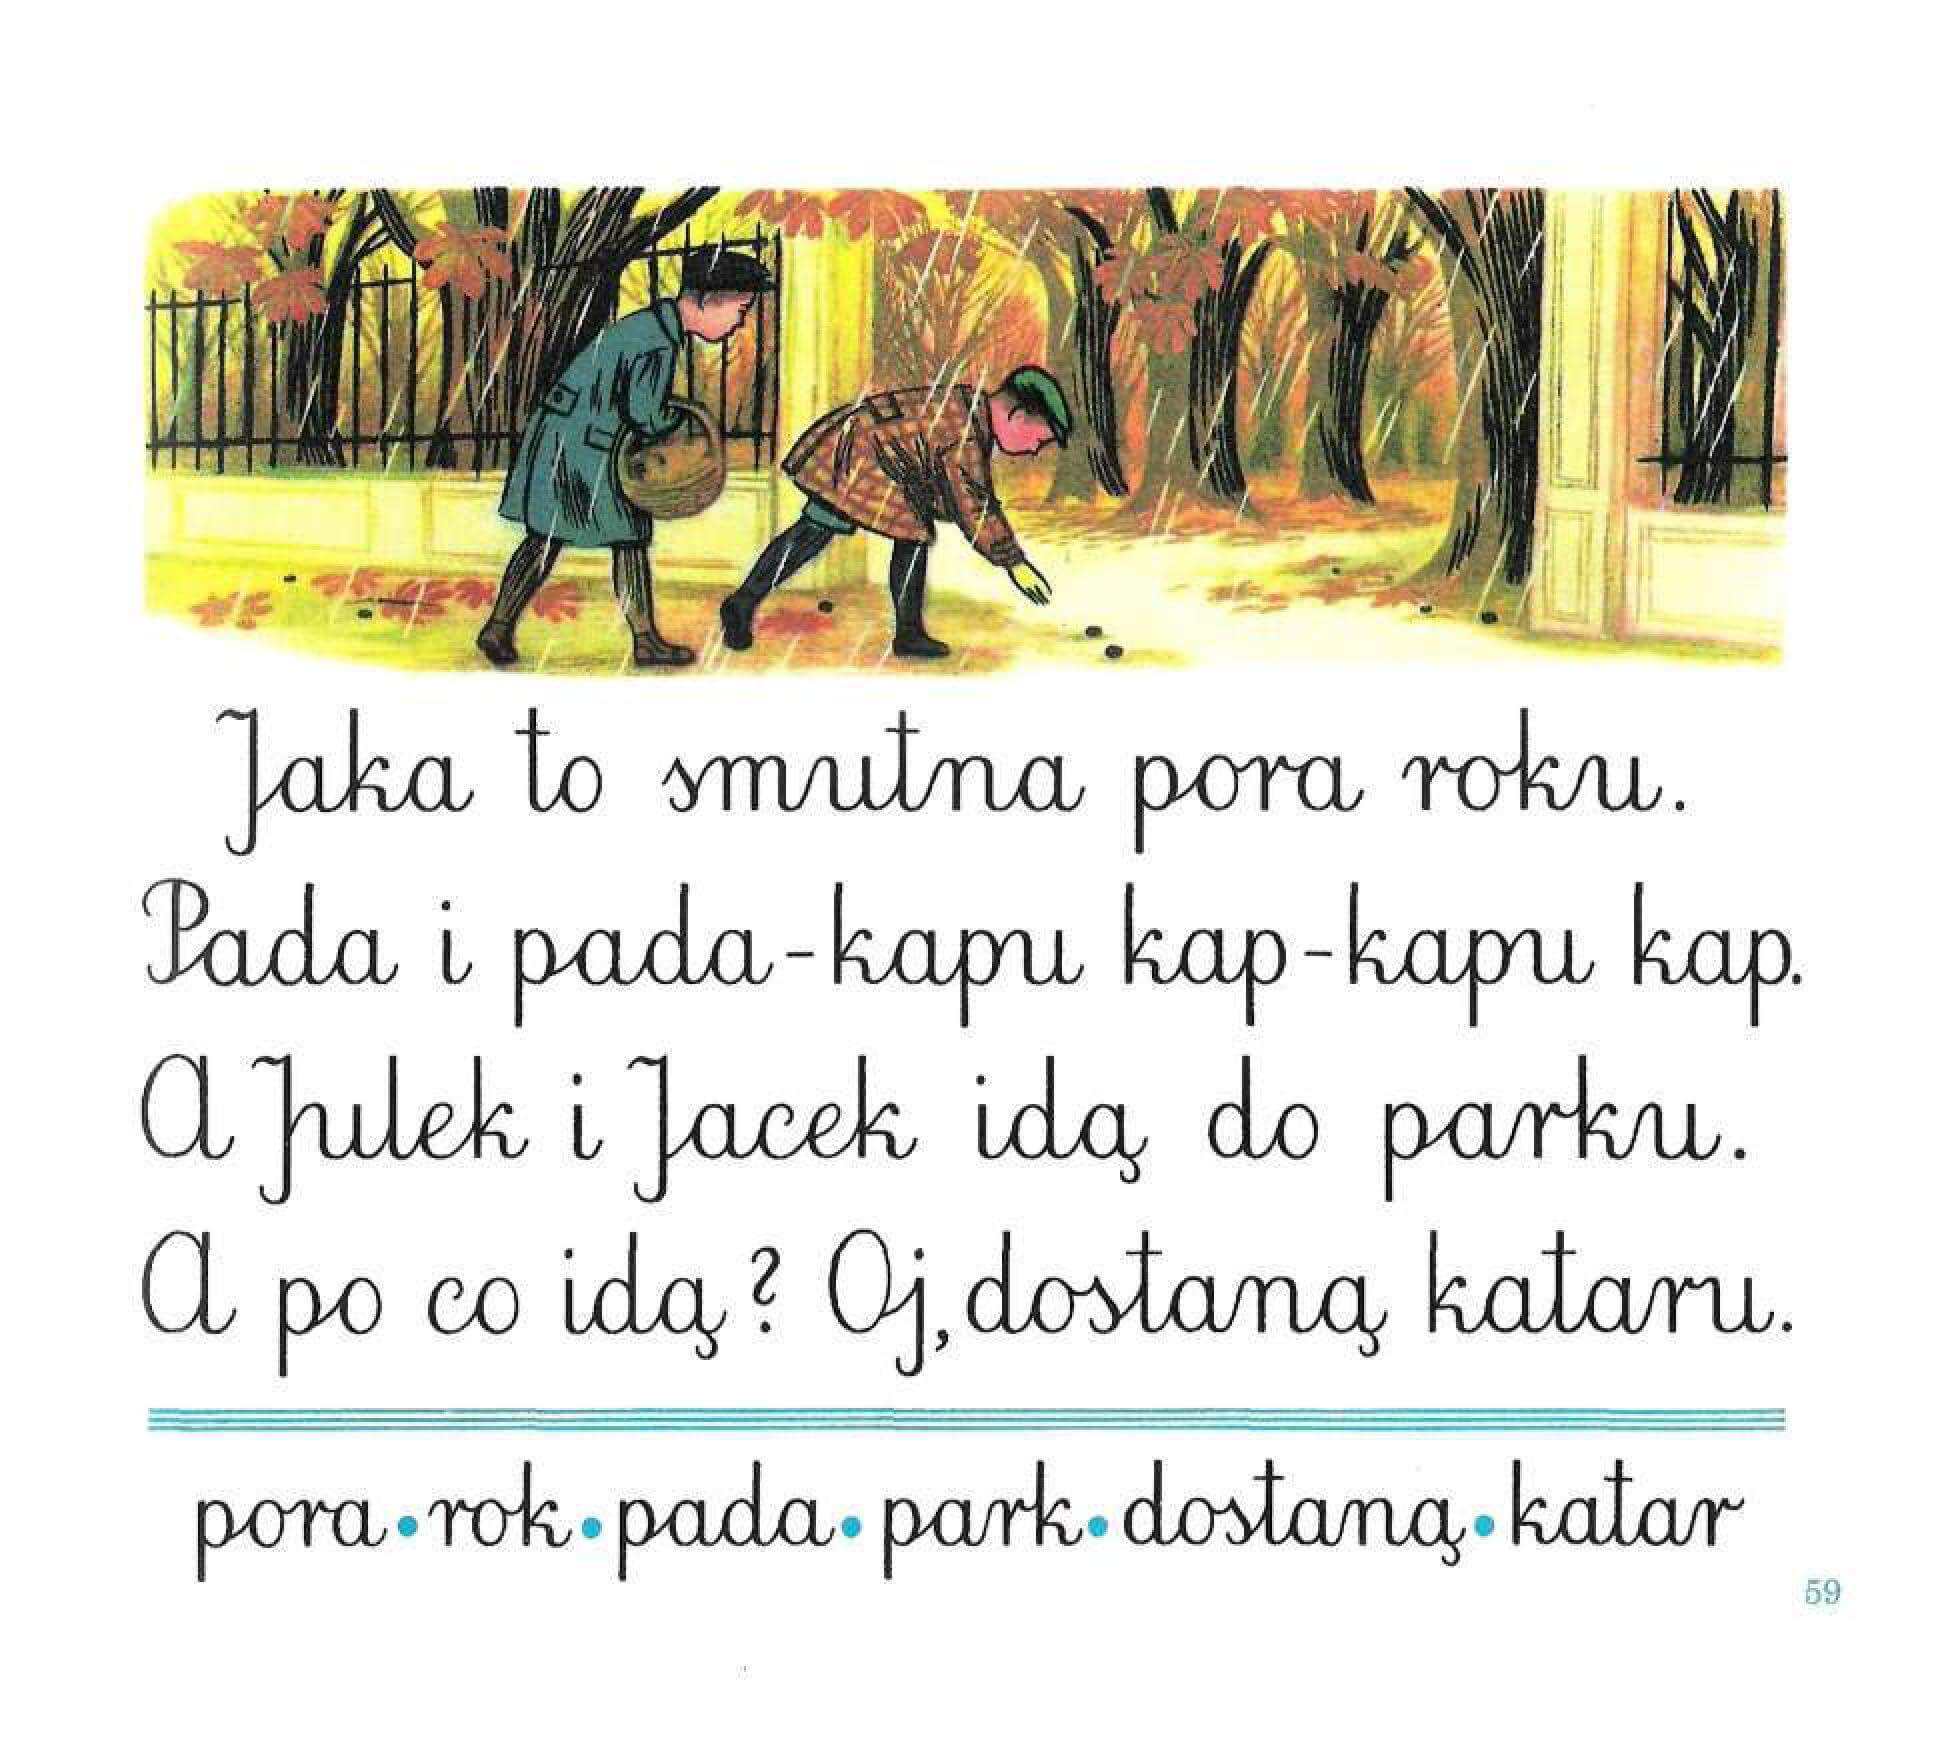 Jaka to smutna pora roku.
Pada i pada-kapu kap-kapu kap.
A Julek i Jacek idą do parku.
A po co idą? Oj, dostaną kataru.
pora • rok • pada • park • dostaną • katar
59